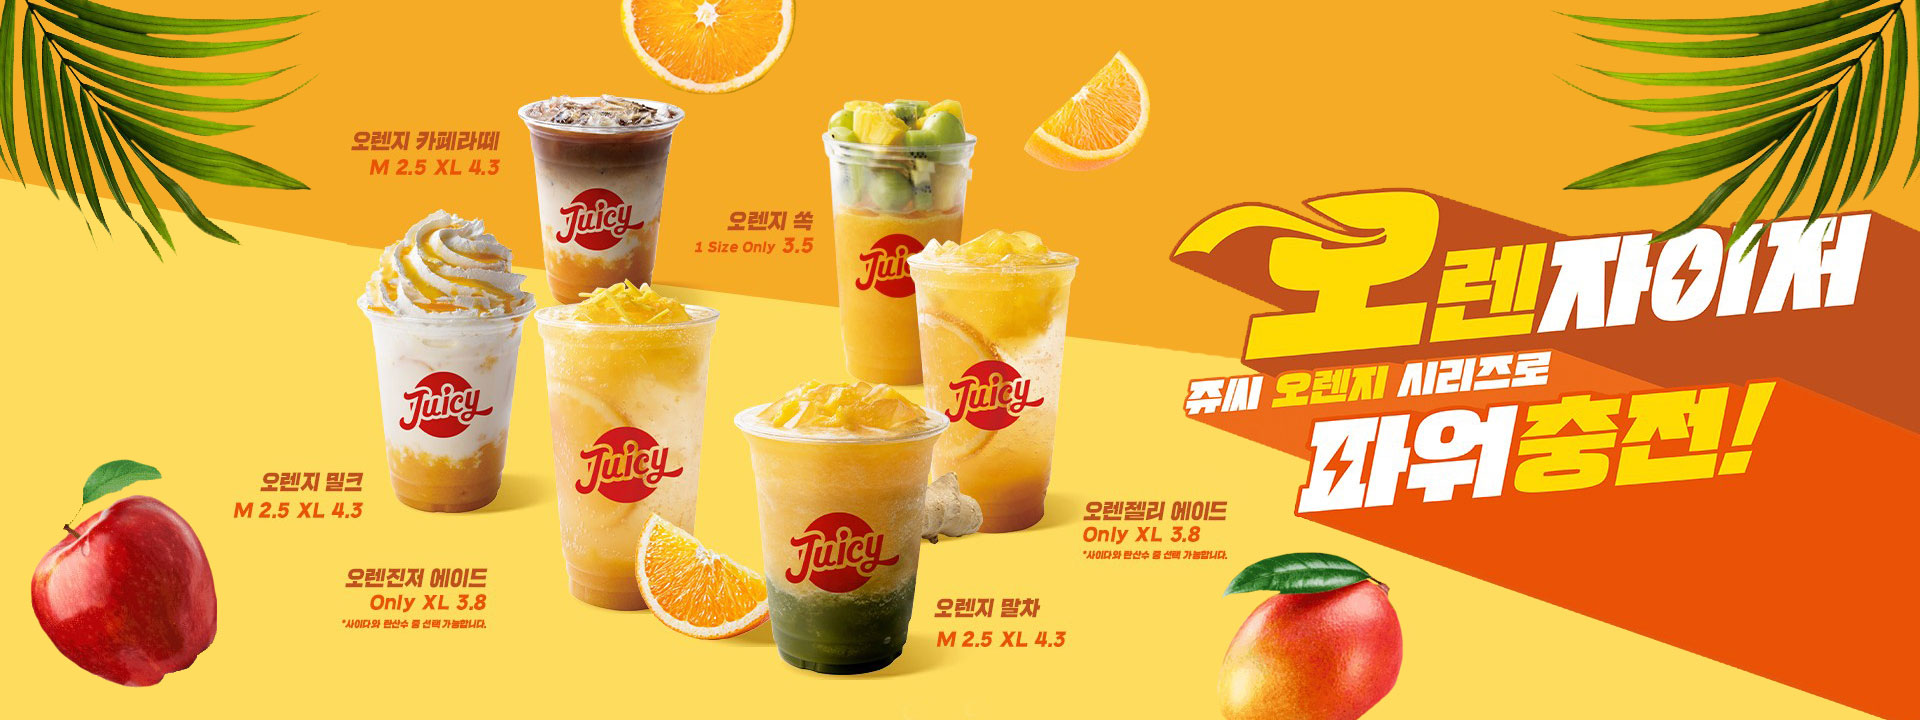 오렌지 카페라떼
M 2.5 XL 4.3
오렌지 쏙
1 Size Only 3.5
오렌지 밀크
M 2.5 XL 4.3
오렌진저 에이드
Only XL 3.8
*사이다와 탄산수 중 선택 가능합니다.
오렌지 말차
M 2.5 XL 4.3
오렌젤리 에이드
Only XL 3.8
*사이다와 탄산수 중 선택 가능합니다.
Juicy
Juicy
Juicy
Juicy
Juicy
Juicy
오렌자이저
쥬씨 오렌지 시리즈로
파워충전!